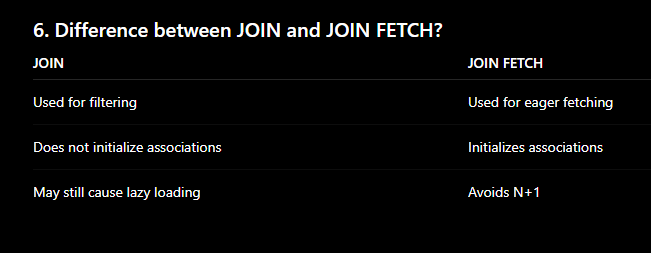 6. Difference between JOIN and JOIN FETCH?
JOIN JOIN FETCH
Used for filtering Used for eager fetching
Does not initialize associations Initializes associations
May still cause lazy loading Avoids N+1